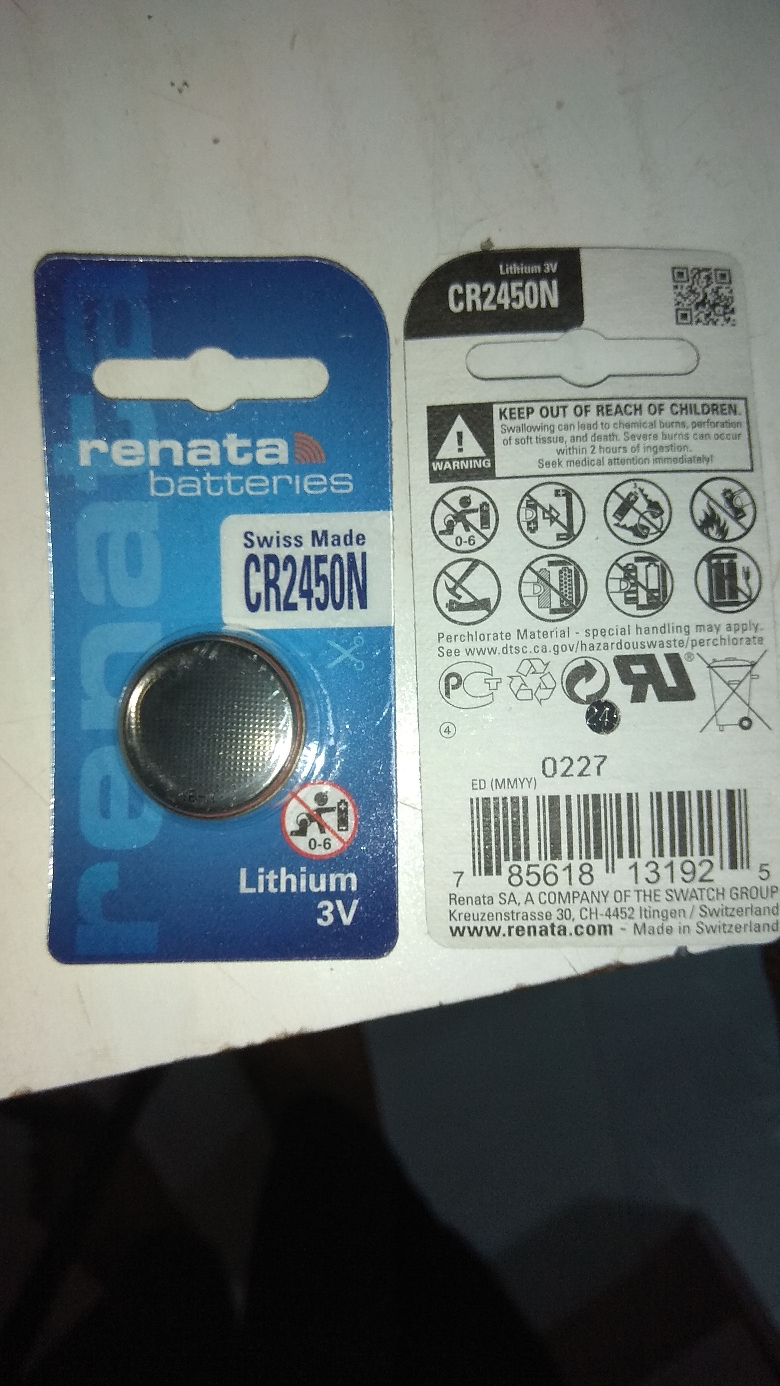 renata
renata
batteries
Swiss Made
CR2450N
0-6
Lithium
3V
Lithium 3V
CR2450N
WARNING
KEEP OUT OF REACH OF CHILDREN.
Swallowing can lead to chemical burns, perforation
of soft tissue, and death. Severe burns can occur
within 2 hours of ingestion.
Seek medical attention immediately!
0-6
Perchlorate Material - special handling may apply.
See www.dtsc.ca.gov/hazardouswaste/perchlorate
24
4
0227
ED (MMYY)
7 85618 13192 5
Renata SA, A COMPANY OF THE SWATCH GROUP
Kreuzenstrasse 30, CH-4452 Itingen / Switzerland
www.renata.com - Made in Switzerland